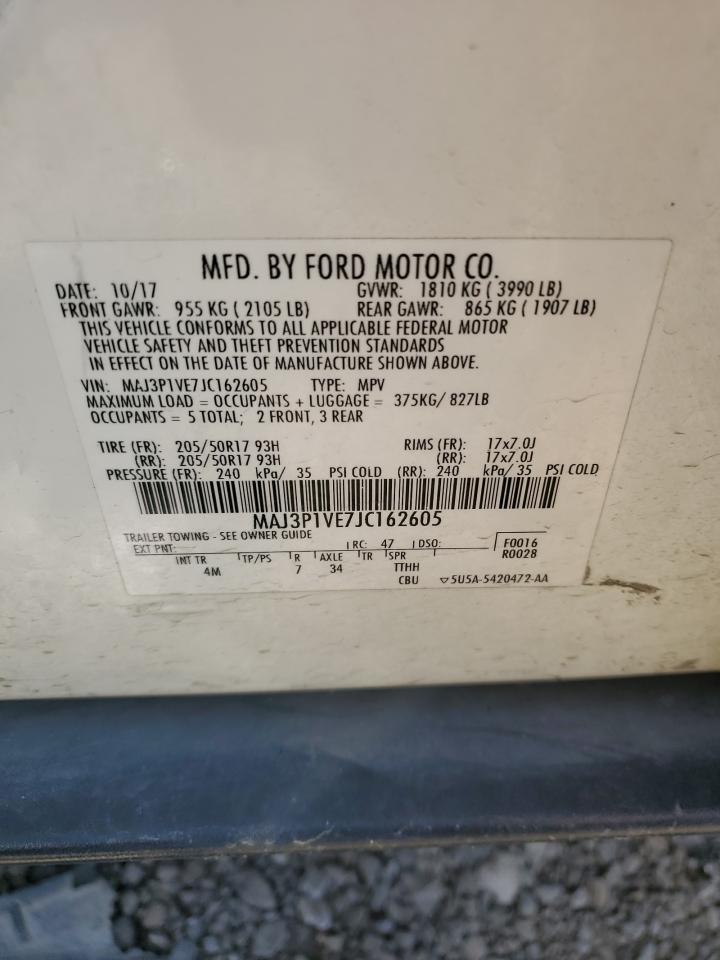 MFD. BY FORD MOTOR CO.
DATE: 10/17 GVWR: 1810 KG ( 3990 LB)
FRONT GAWR: 955 KG ( 2105 LB) REAR GAWR: 865 KG ( 1907 LB)
THIS VEHICLE CONFORMS TO ALL APPLICABLE FEDERAL MOTOR
VEHICLE SAFETY AND THEFT PREVENTION STANDARDS
IN EFFECT ON THE DATE OF MANUFACTURE SHOWN ABOVE.
VIN: MAJ3P1VE7JC162605 TYPE: MPV
MAXIMUM LOAD = OCCUPANTS + LUGGAGE = 375KG/ 827LB
OCCUPANTS = 5 TOTAL; 2 FRONT, 3 REAR
TIRE (FR): 205/50R17 93H RIMS (FR): 17x7.0J
(RR): 205/50R17 93H (RR): 17x7.0J
PRESSURE (FR): 240 kPa/ 35 PSI COLD (RR): 240 kPa/ 35 PSI COLD
MAJ3P1VE7JC162605
TRAILER TOWING - SEE OWNER GUIDE
EXT PNT: RC: 47 DSO: F0016
R0028
INT TR TP/PS R AXLE TR SPR
4M 7 34 TTHH
CBU ▽5U5A-5420472-AA